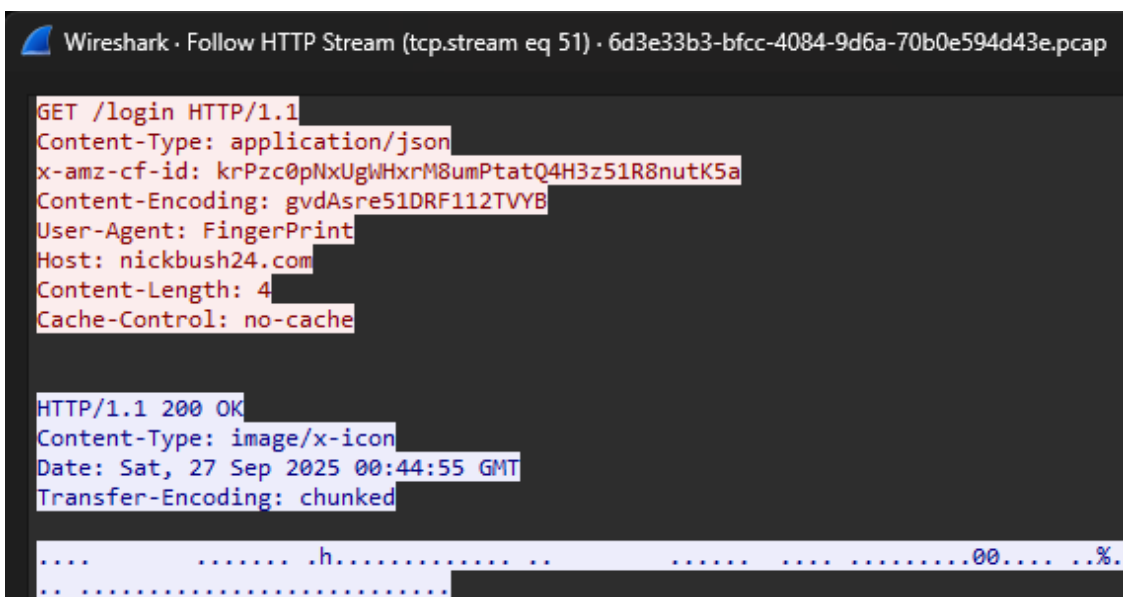 Wireshark · Follow HTTP Stream (tcp.stream eq 51) · 6d3e33b3-bfcc-4084-9d6a-70b0e594d43e.pcap
GET /login HTTP/1.1
Content-Type: application/json
x-amz-cf-id: krPzc0pNxUgWHxrM8umPtatQ4H3z51R8nutK5a
Content-Encoding: gvdAsre51DRF112TVYB
User-Agent: FingerPrint
Host: nickbush24.com
Content-Length: 4
Cache-Control: no-cache
HTTP/1.1 200 OK
Content-Type: image/x-icon
Date: Sat, 27 Sep 2025 00:44:55 GMT
Transfer-Encoding: chunked
.... ....... .h............. .. ...... .... .........00.... ..%.
.. ...........................